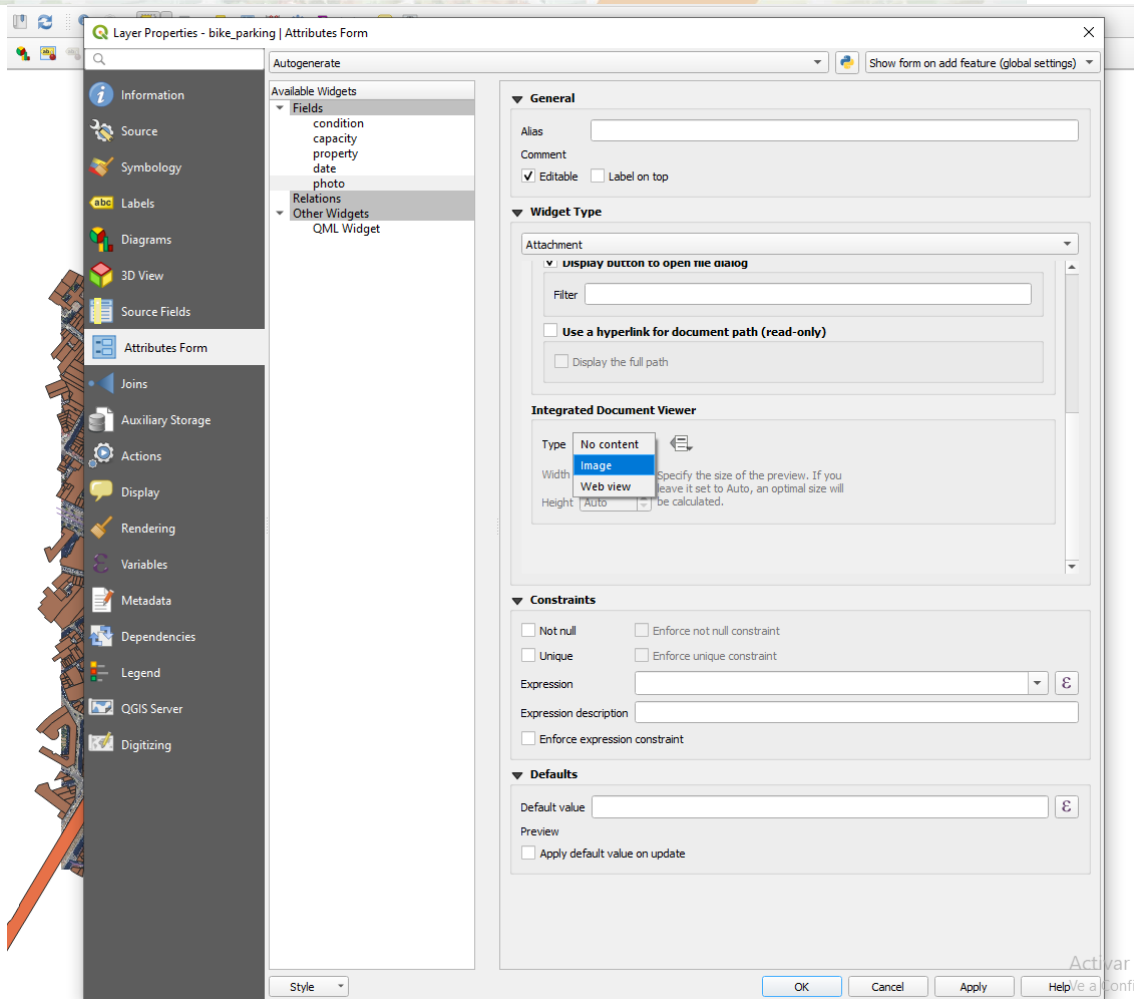 Layer Properties - bike_parking | Attributes Form
Autogenerate
Show form on add feature (global settings)
Information
Source
Symbology
abc Labels
Diagrams
3D View
Source Fields
Attributes Form
Joins
Auxiliary Storage
Actions
Display
Rendering
Variables
Metadata
Dependencies
Legend
QGIS Server
Digitizing
Available Widgets
Fields
condition
capacity
property
date
photo
Relations
Other Widgets
QML Widget
General
Alias
Comment
Editable Label on top
Widget Type
Attachment
Display button to open file dialog
Filter
Use a hyperlink for document path (read-only)
Display the full path
Integrated Document Viewer
Type No content
Image
Web view
Width Specify the size of the preview. If you
leave it set to Auto, an optimal size will
Height Auto be calculated.
Constraints
Not null Enforce not null constraint
Unique Enforce unique constraint
Expression ε
Expression description
Enforce expression constraint
Defaults
Default value ε
Preview
Apply default value on update
Activar
Style OK Cancel Apply Help
Ve a Confi